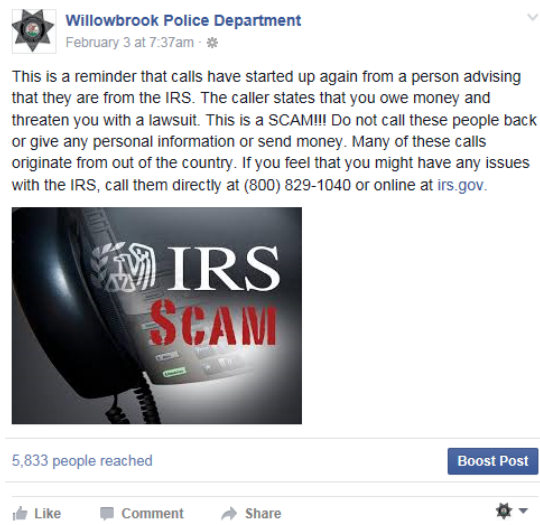 Willowbrook Police Department
February 3 at 7:37am ·
This is a reminder that calls have started up again from a person advising
that they are from the IRS. The caller states that you owe money and
threaten you with a lawsuit. This is a SCAM!!! Do not call these people back
or give any personal information or send money. Many of these calls
originate from out of the country. If you feel that you might have any issues
with the IRS, call them directly at (800) 829-1040 or online at irs.gov.
IRS
SCAM
5,833 people reached
Boost Post
Like Comment Share